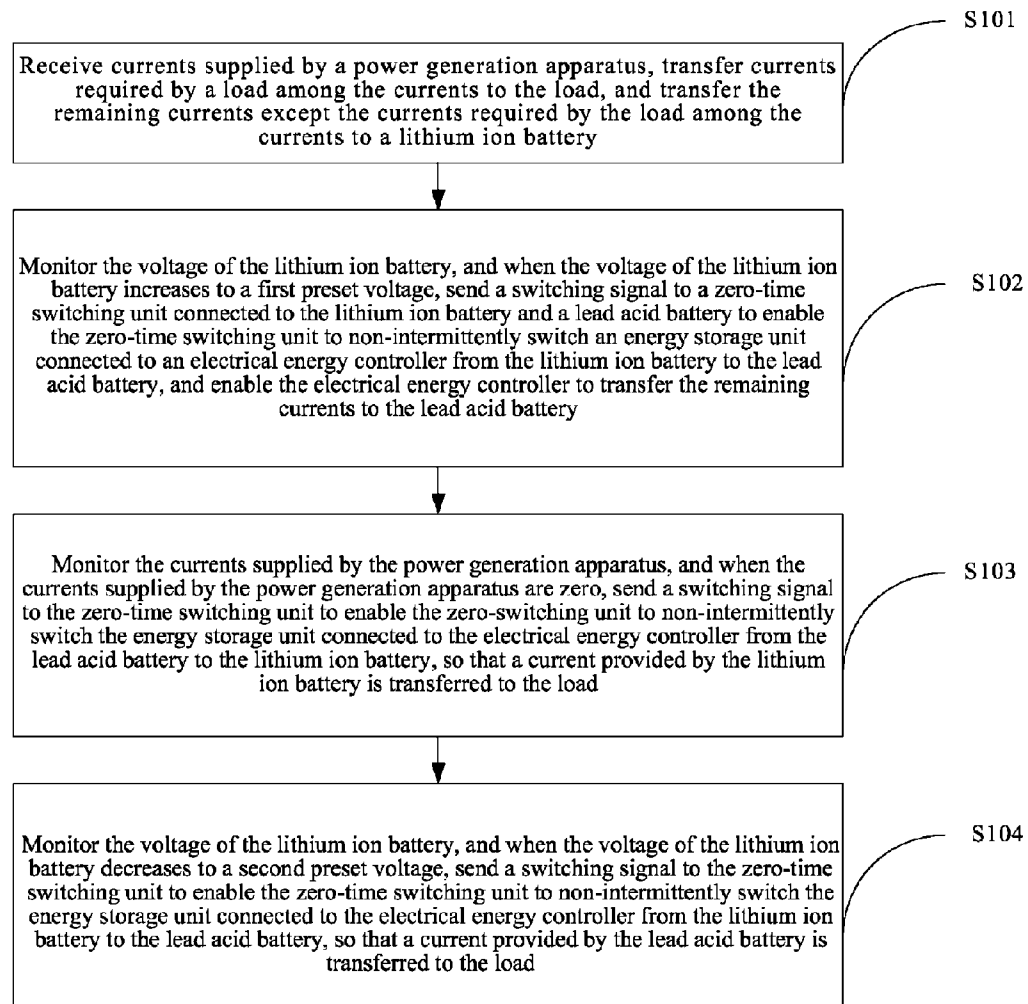 S101
Receive currents supplied by a power generation apparatus, transfer currents
required by a load among the currents to the load, and transfer the
remaining currents except the currents required by the load among the
currents to a lithium ion battery
S102
Monitor the voltage of the lithium ion battery, and when the voltage of the lithium ion
battery increases to a first preset voltage, send a switching signal to a zero-time
switching unit connected to the lithium ion battery and a lead acid battery to enable
the zero-time switching unit to non-intermittently switch an energy storage unit
connected to an electrical energy controller from the lithium ion battery to the lead
acid battery, and enable the electrical energy controller to transfer the remaining
currents to the lead acid battery
S103
Monitor the currents supplied by the power generation apparatus, and when the
currents supplied by the power generation apparatus are zero, send a switching signal
to the zero-time switching unit to enable the zero-switching unit to non-intermittently
switch the energy storage unit connected to the electrical energy controller from the
lead acid battery to the lithium ion battery, so that a current provided by the lithium
ion battery is transferred to the load
S104
Monitor the voltage of the lithium ion battery, and when the voltage of the lithium ion
battery decreases to a second preset voltage, send a switching signal to the zero-time
switching unit to enable the zero-time switching unit to non-intermittently switch the
energy storage unit connected to the electrical energy controller from the lithium ion
battery to the lead acid battery, so that a current provided by the lead acid battery is
transferred to the load